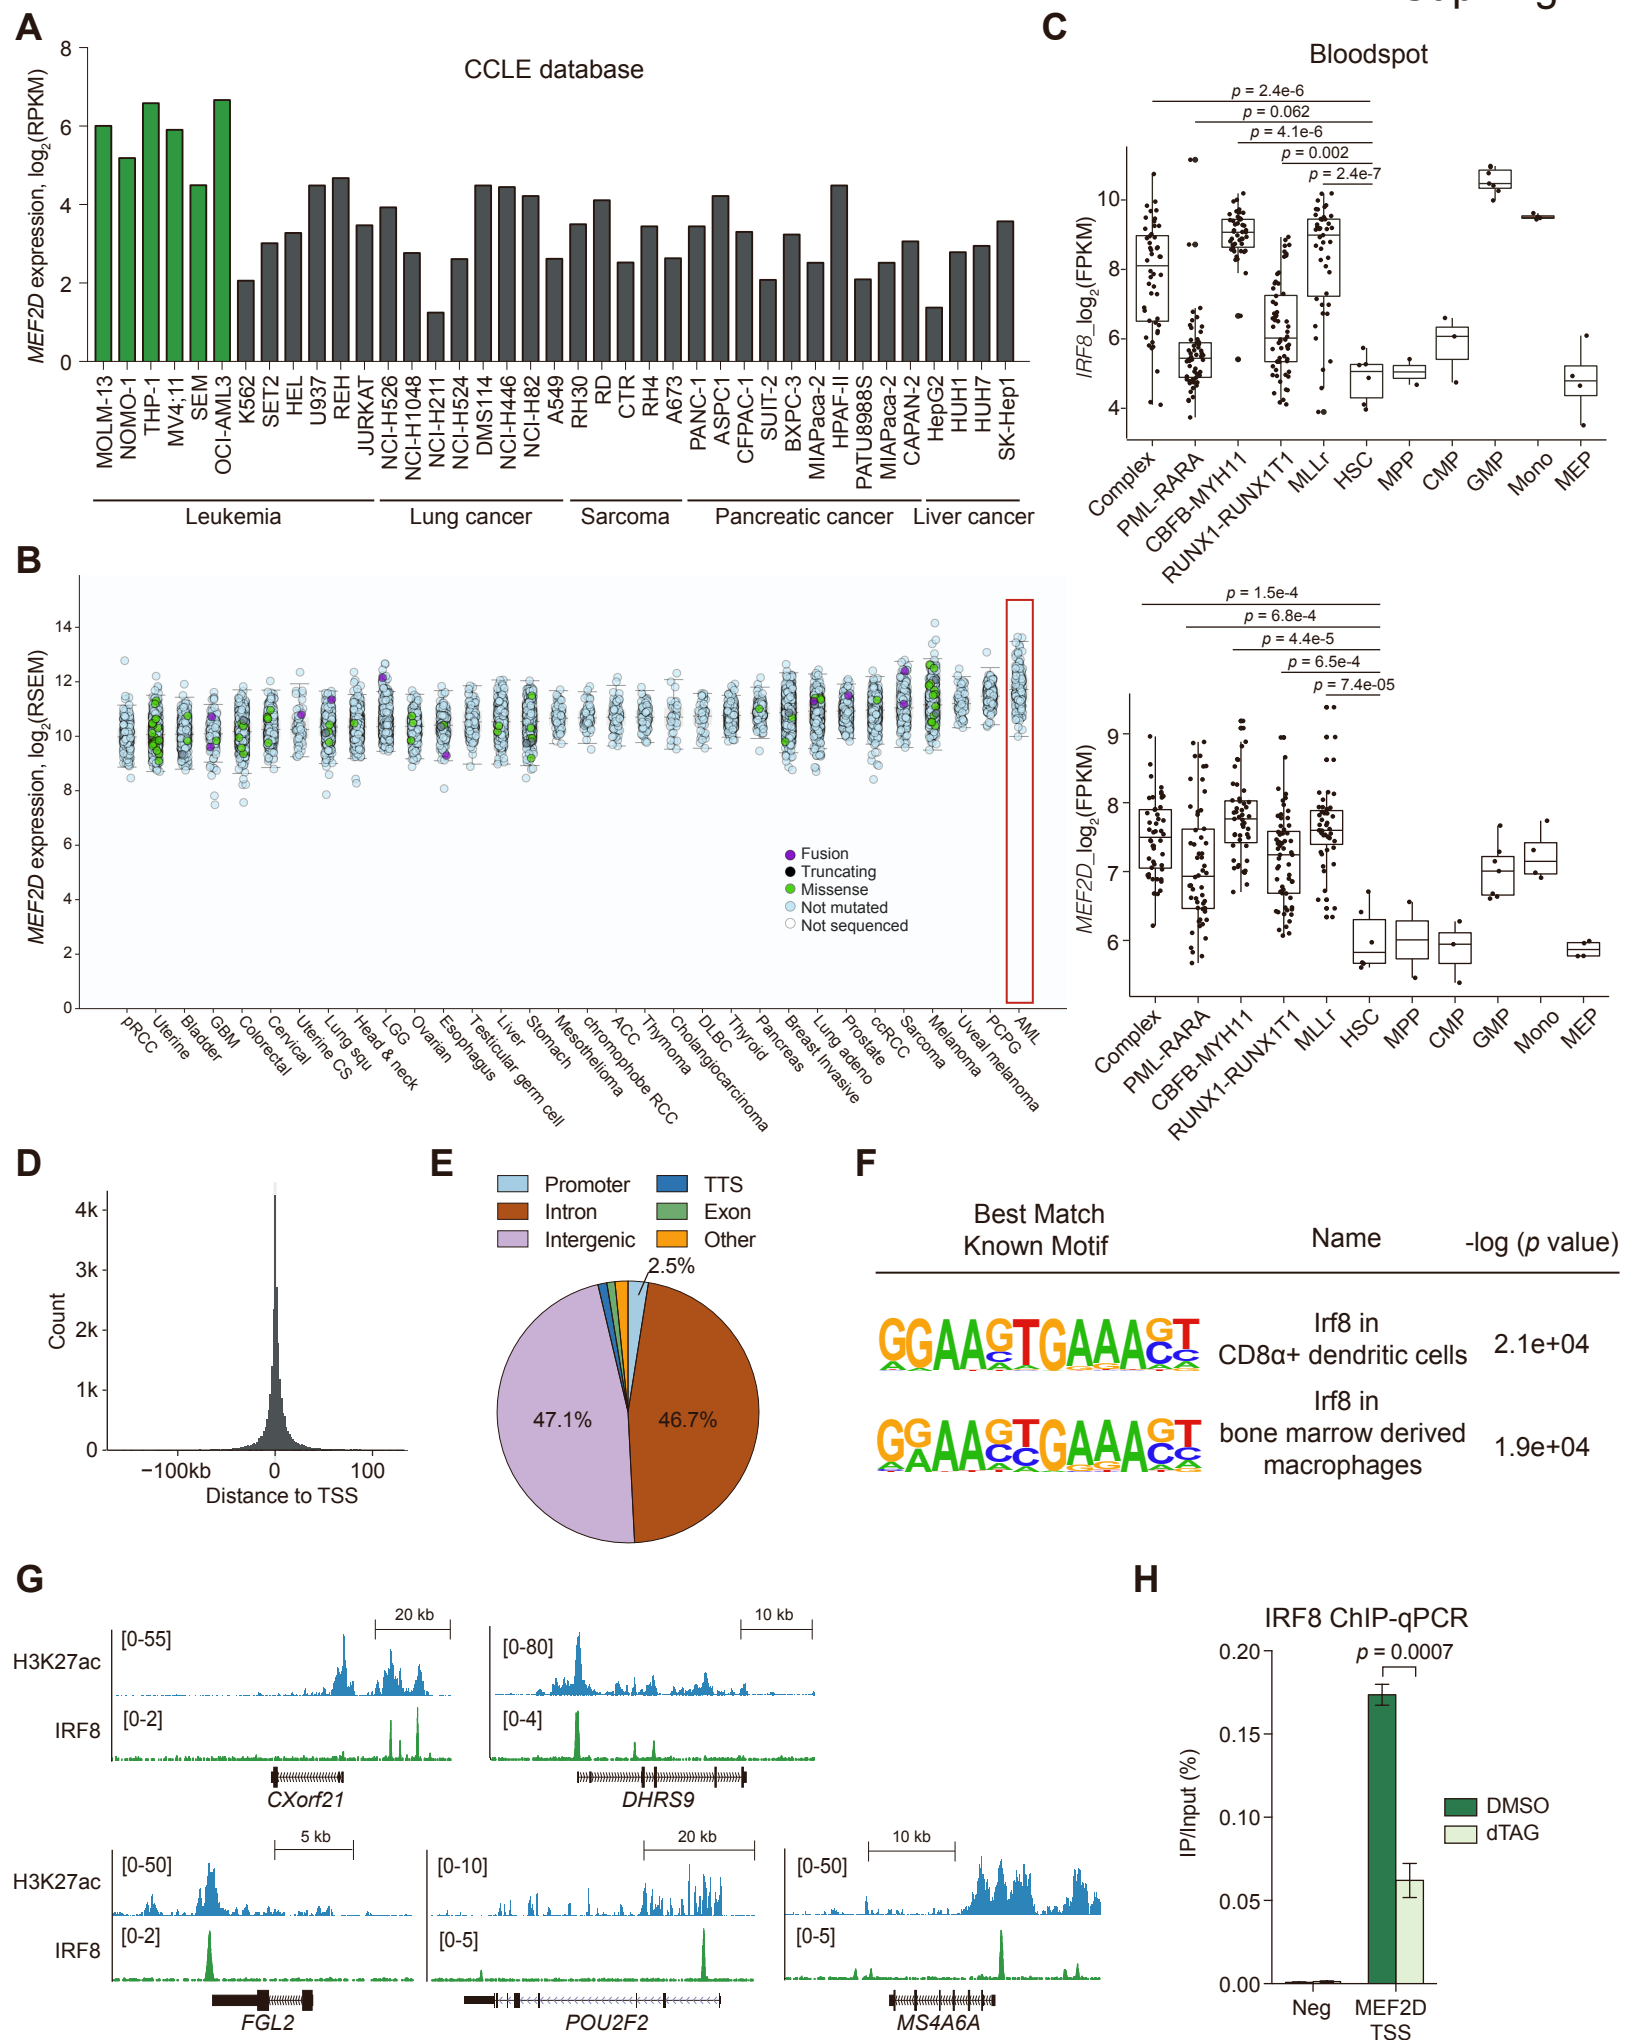 A
CCLE database
MEF2D expression, log2(RPKM)
8
6
4
2
0
MOLM-13
NOMO-1
THP-1
MV4;11
SEM
OCI-AML3
K562
SET2
HEL
U937
REH
JURKAT
NCI-H526
NCI-H1048
NCI-H211
NCI-H524
DMS114
NCI-H446
NCI-H82
A549
RH30
RD
CTR
RH4
A673
PANC-1
ASPC1
CFPAC-1
SUIT-2
BXPC-3
MIAPaca-2
HPAF-II
PATU8988S
MIAPaca-2
CAPAN-2
HepG2
HUH1
HUH7
SK-Hep1
Leukemia
Lung cancer
Sarcoma
Pancreatic cancer
Liver cancer
B
MEF2D expression, log2(RSEM)
14
12
10
8
6
4
2
0
Fusion
Truncating
Missense
Not mutated
Not sequenced
pRCC
Uterine
Bladder
GBM
Colorectal
Cervical
Uterine CS
Lung squ
Head & neck
LGG
Ovarian
Esophagus
Testicular germ cell
Liver
Stomach
Mesothelioma
chromophobe RCC
ACC
Thymoma
Cholangiocarcinoma
DLBC
Thyroid
Pancreas
Breast Invasive
Lung adeno
Prostate
ccRCC
Sarcoma
Melanoma
Uveal melanoma
PCPG
AML
C
Bloodspot
p = 2.4e-6
p = 0.062
p = 4.1e-6
p = 0.002
p = 2.4e-7
IRF8_log2(FPKM)
10
8
6
4
Complex
PML-RARA
CBFB-MYH11
RUNX1-RUNX1T1
MLLr
HSC
MPP
CMP
GMP
Mono
MEP
p = 1.5e-4
p = 6.8e-4
p = 4.4e-5
p = 6.5e-4
p = 7.4e-05
MEF2D_log2(FPKM)
9
8
7
6
Complex
PML-RARA
CBFB-MYH11
RUNX1-RUNX1T1
MLLr
HSC
MPP
CMP
GMP
Mono
MEP
D
Count
4k
3k
2k
1k
0
−100kb
0
100
Distance to TSS
E
Promoter
TTS
Intron
Exon
Intergenic
Other
2.5%
47.1%
46.7%
F
Best Match
Known Motif
Name
-log (p value)
GGAAGTGAAAGT
Irf8 in
CD8α+ dendritic cells
2.1e+04
GGAAGTGAAAGT
Irf8 in
bone marrow derived
macrophages
1.9e+04
G
20 kb
10 kb
H3K27ac
[0-55]
[0-80]
IRF8
[0-2]
[0-4]
CXorf21
DHRS9
5 kb
20 kb
10 kb
H3K27ac
[0-50]
[0-10]
[0-50]
IRF8
[0-2]
[0-5]
[0-5]
FGL2
POU2F2
MS4A6A
H
IRF8 ChIP-qPCR
p = 0.0007
IP/Input (%)
0.20
0.15
0.10
0.05
0.00
DMSO
dTAG
Neg
MEF2D
TSS